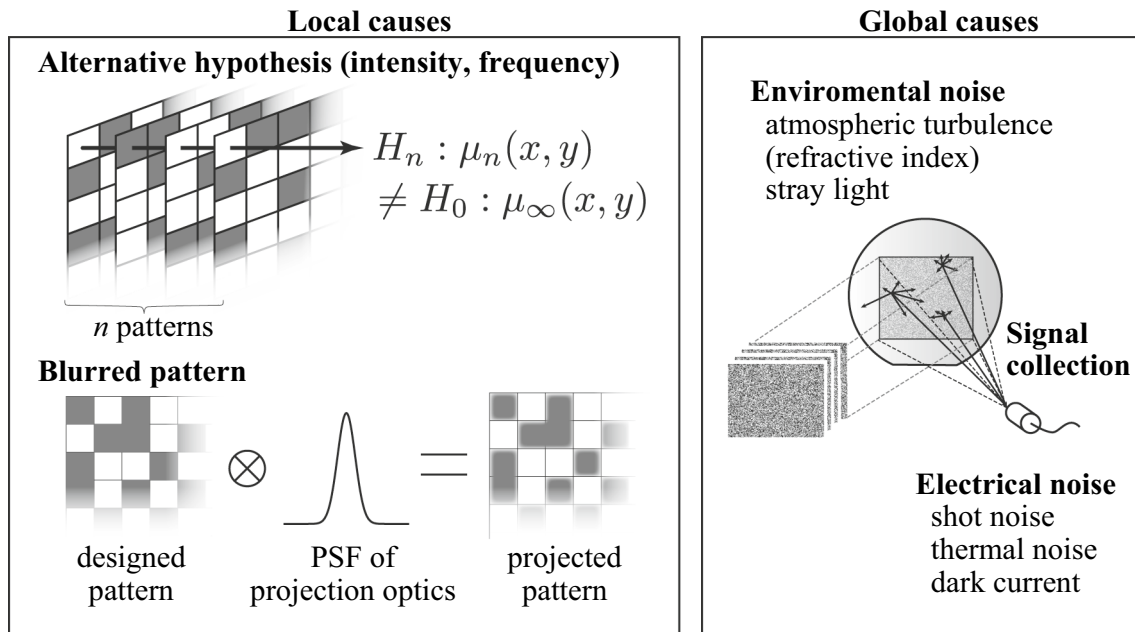 Local causes
Alternative hypothesis (intensity, frequency)
H_n : μ_n(x, y)
≠ H_0 : μ_∞(x, y)
n patterns
Blurred pattern
⊗
=
designed
pattern
PSF of
projection optics
projected
pattern
Global causes
Enviromental noise
atmospheric turbulence
(refractive index)
stray light
Signal
collection
Electrical noise
shot noise
thermal noise
dark current